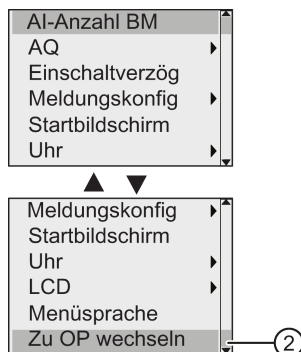 AI-Anzahl BM
AQ
Einschaltverzög
Meldungskonfig
Startbildschirm
Uhr
Meldungskonfig
Startbildschirm
Uhr
LCD
Menüsprache
Zu OP wechseln
2